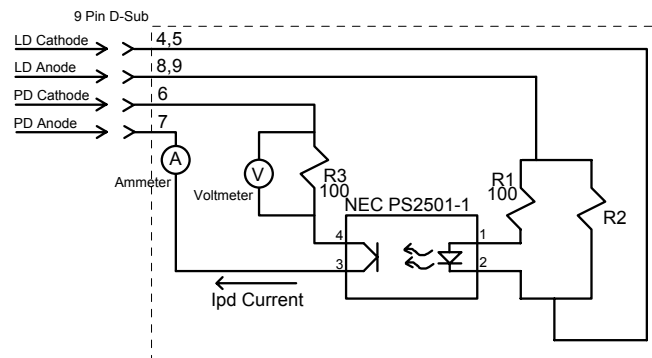 9 Pin D-Sub
LD Cathode
4,5
LD Anode
8,9
PD Cathode
6
PD Anode
7
A
Ammeter
V
Voltmeter
R3
100
R1
100
R2
NEC PS2501-1
4
3
1
2
Ipd Current